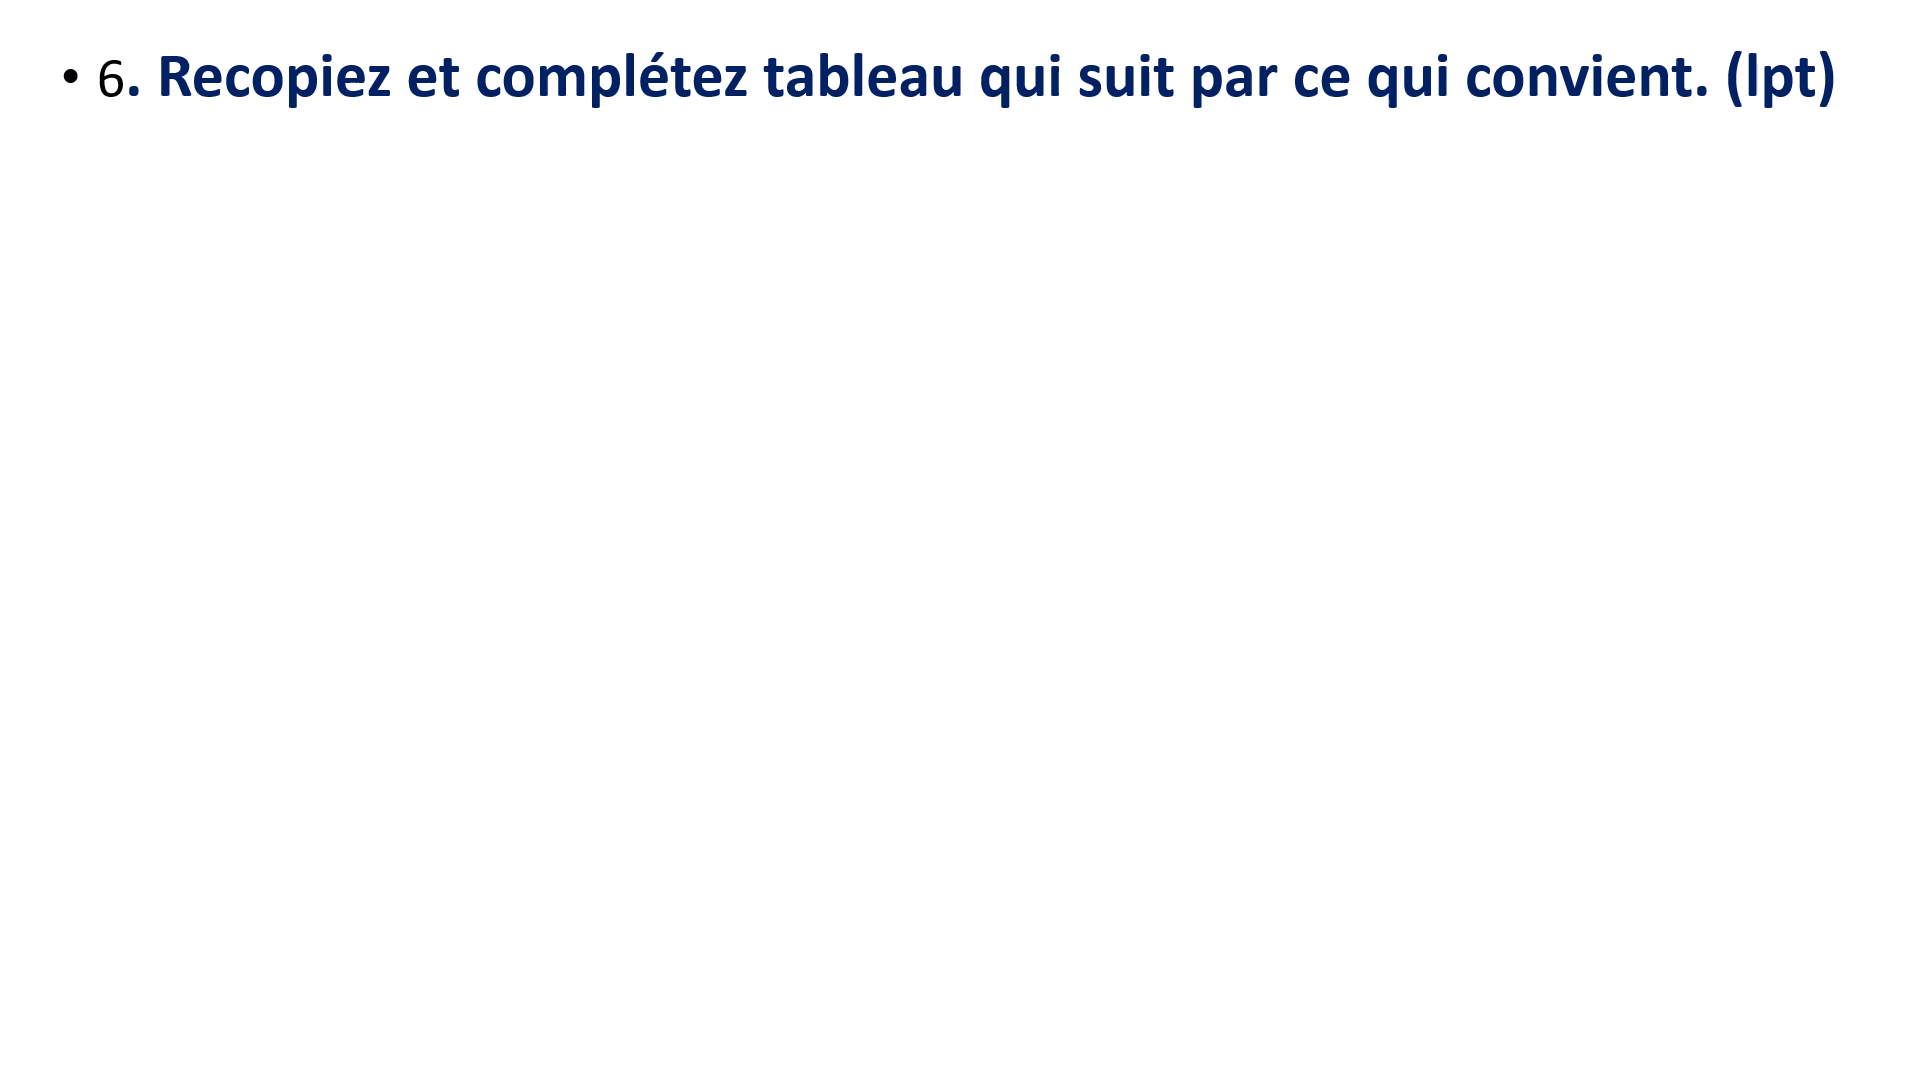 • 6. Recopiez et complétez tableau qui suit par ce qui convient. (lpt)